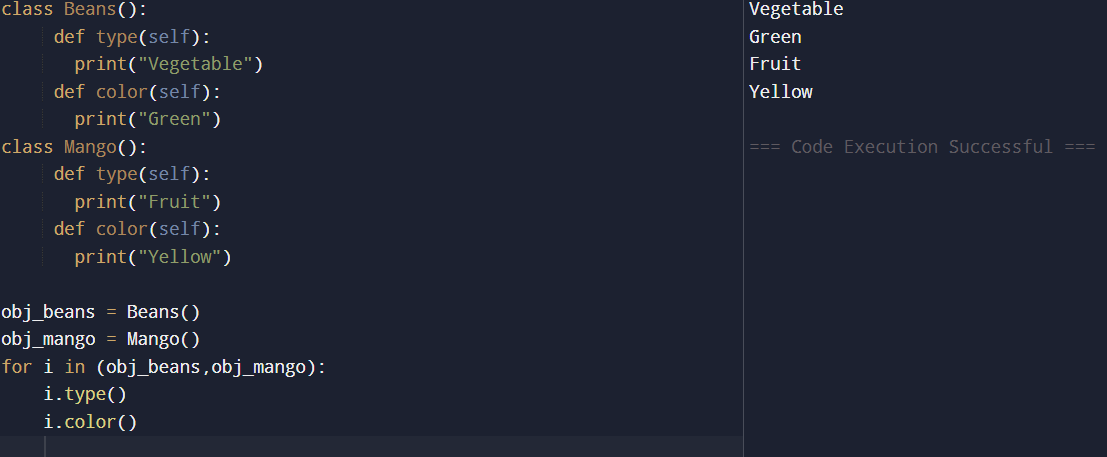 class Beans():
     def type(self):
       print("Vegetable")
     def color(self):
       print("Green")
class Mango():
     def type(self):
       print("Fruit")
     def color(self):
       print("Yellow")

obj_beans = Beans()
obj_mango = Mango()
for i in (obj_beans,obj_mango):
    i.type()
    i.color()
Vegetable
Green
Fruit
Yellow

=== Code Execution Successful ===